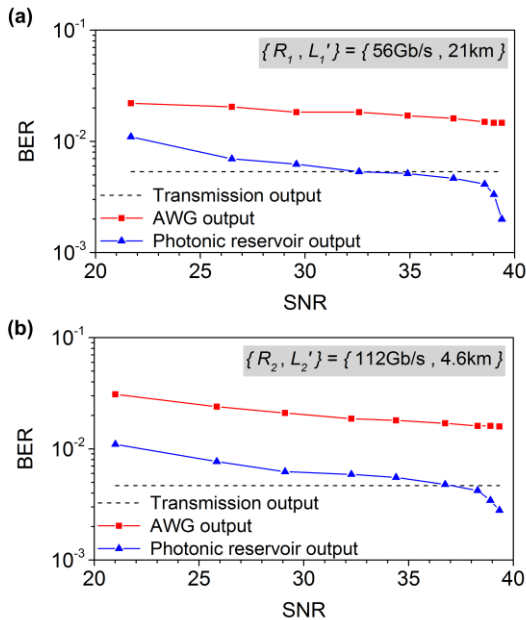 (a)
10⁻¹
{ R₁ , L₁' } = { 56Gb/s , 21km }
BER
10⁻²
Transmission output
AWG output
Photonic reservoir output
10⁻³
20 25 30 35 40
SNR
(b)
10⁻¹
{ R₂ , L₂' } = { 112Gb/s , 4.6km }
BER
10⁻²
Transmission output
AWG output
Photonic reservoir output
10⁻³
20 25 30 35 40
SNR